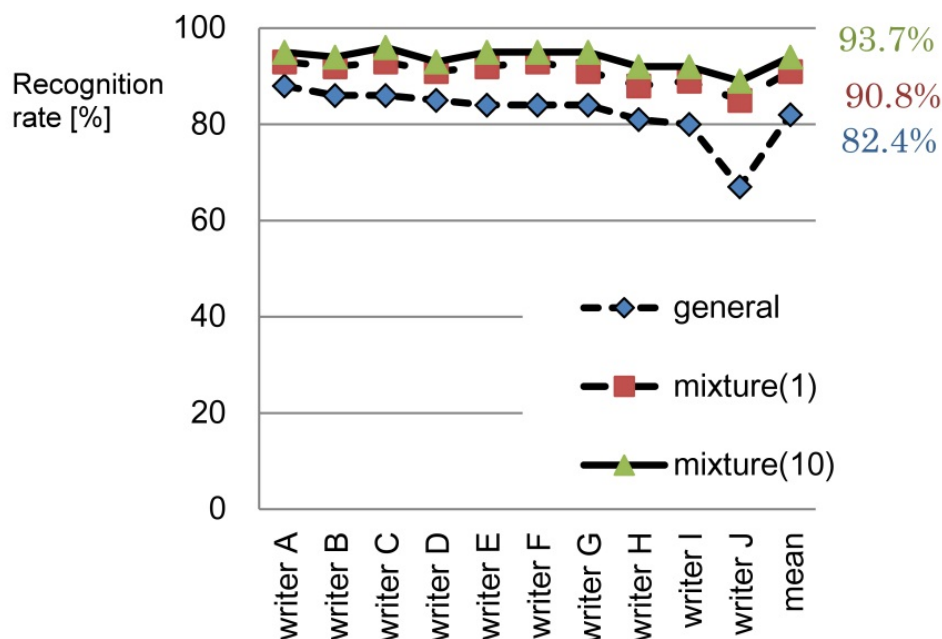 100
80
60
40
20
0
Recognition
rate [%]
93.7%
90.8%
82.4%
general
mixture(1)
mixture(10)
writer A
writer B
writer C
writer D
writer E
writer F
writer G
writer H
writer I
writer J
mean